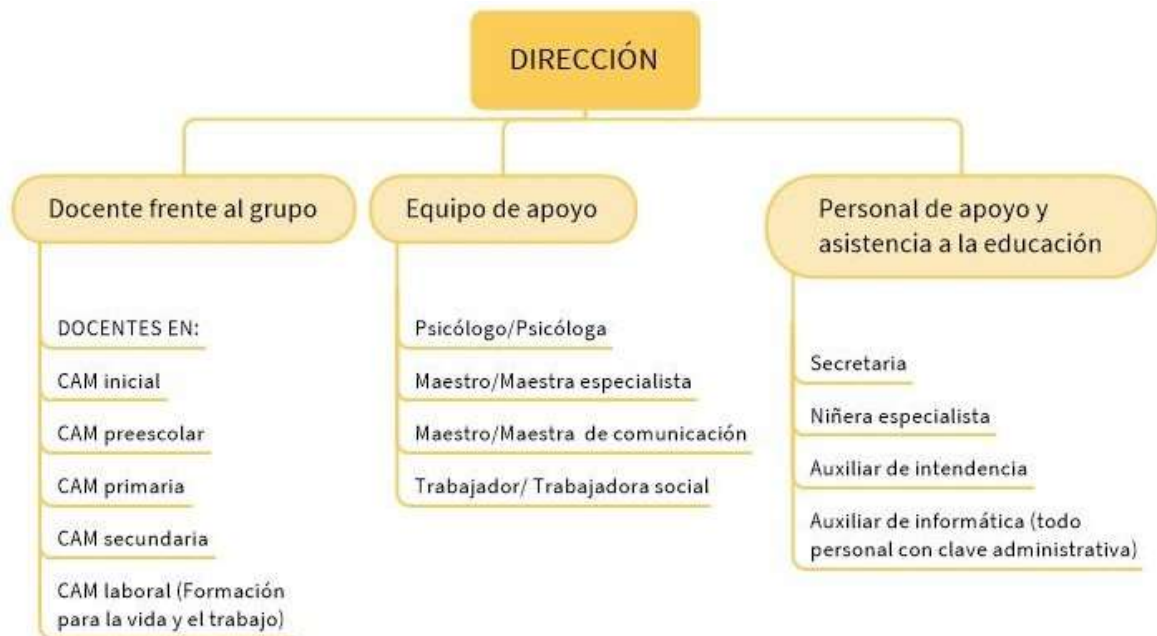 DIRECCIÓN
Docente frente al grupo
DOCENTES EN:
CAM inicial
CAM preescolar
CAM primaria
CAM secundaria
CAM laboral (Formación
para la vida y el trabajo)
Equipo de apoyo
Psicólogo/Psicóloga
Maestro/Maestra especialista
Maestro/Maestra de comunicación
Trabajador/ Trabajadora social
Personal de apoyo y
asistencia a la educación
Secretaria
Niñera especialista
Auxiliar de intendencia
Auxiliar de informática (todo
personal con clave administrativa)